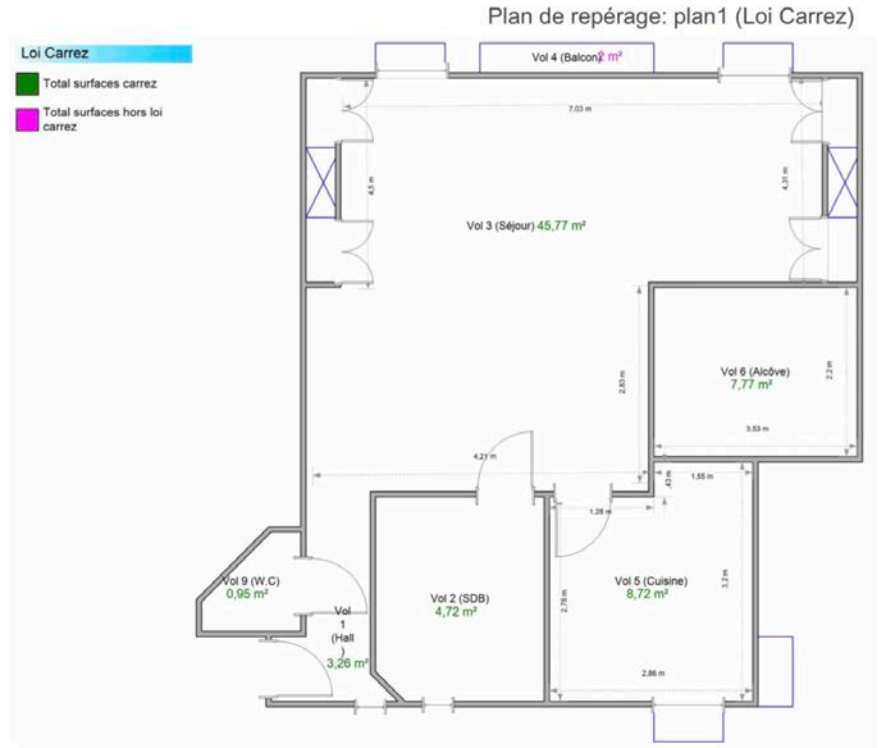 Plan de repérage: plan1 (Loi Carrez)
Loi Carrez
Total surfaces carrez
Total surfaces hors loi
carrez
Vol 4 (Balcon) 2 m²
7,03 m
4,5 m
4,31 m
Vol 3 (Séjour) 45,77 m²
2,83 m
Vol 6 (Alcôve)
7,77 m²
2,2 m
3,53 m
4,21 m
,43 m
1,55 m
1,28 m
Vol 9 (W.C)
0,95 m²
Vol
1
(Hall
)
3,26 m²
Vol 2 (SDB)
4,72 m²
2,78 m
Vol 5 (Cuisine)
8,72 m²
3,2 m
2,86 m